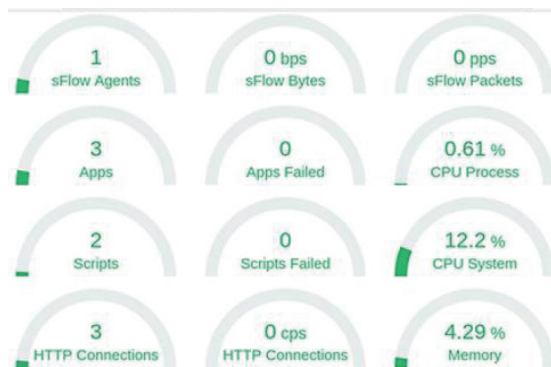 1
sFlow Agents
0 bps
sFlow Bytes
0 pps
sFlow Packets
3
Apps
0
Apps Failed
0.61 %
CPU Process
2
Scripts
0
Scripts Failed
12.2 %
CPU System
3
HTTP Connections
0 cps
HTTP Connections
4.29 %
Memory